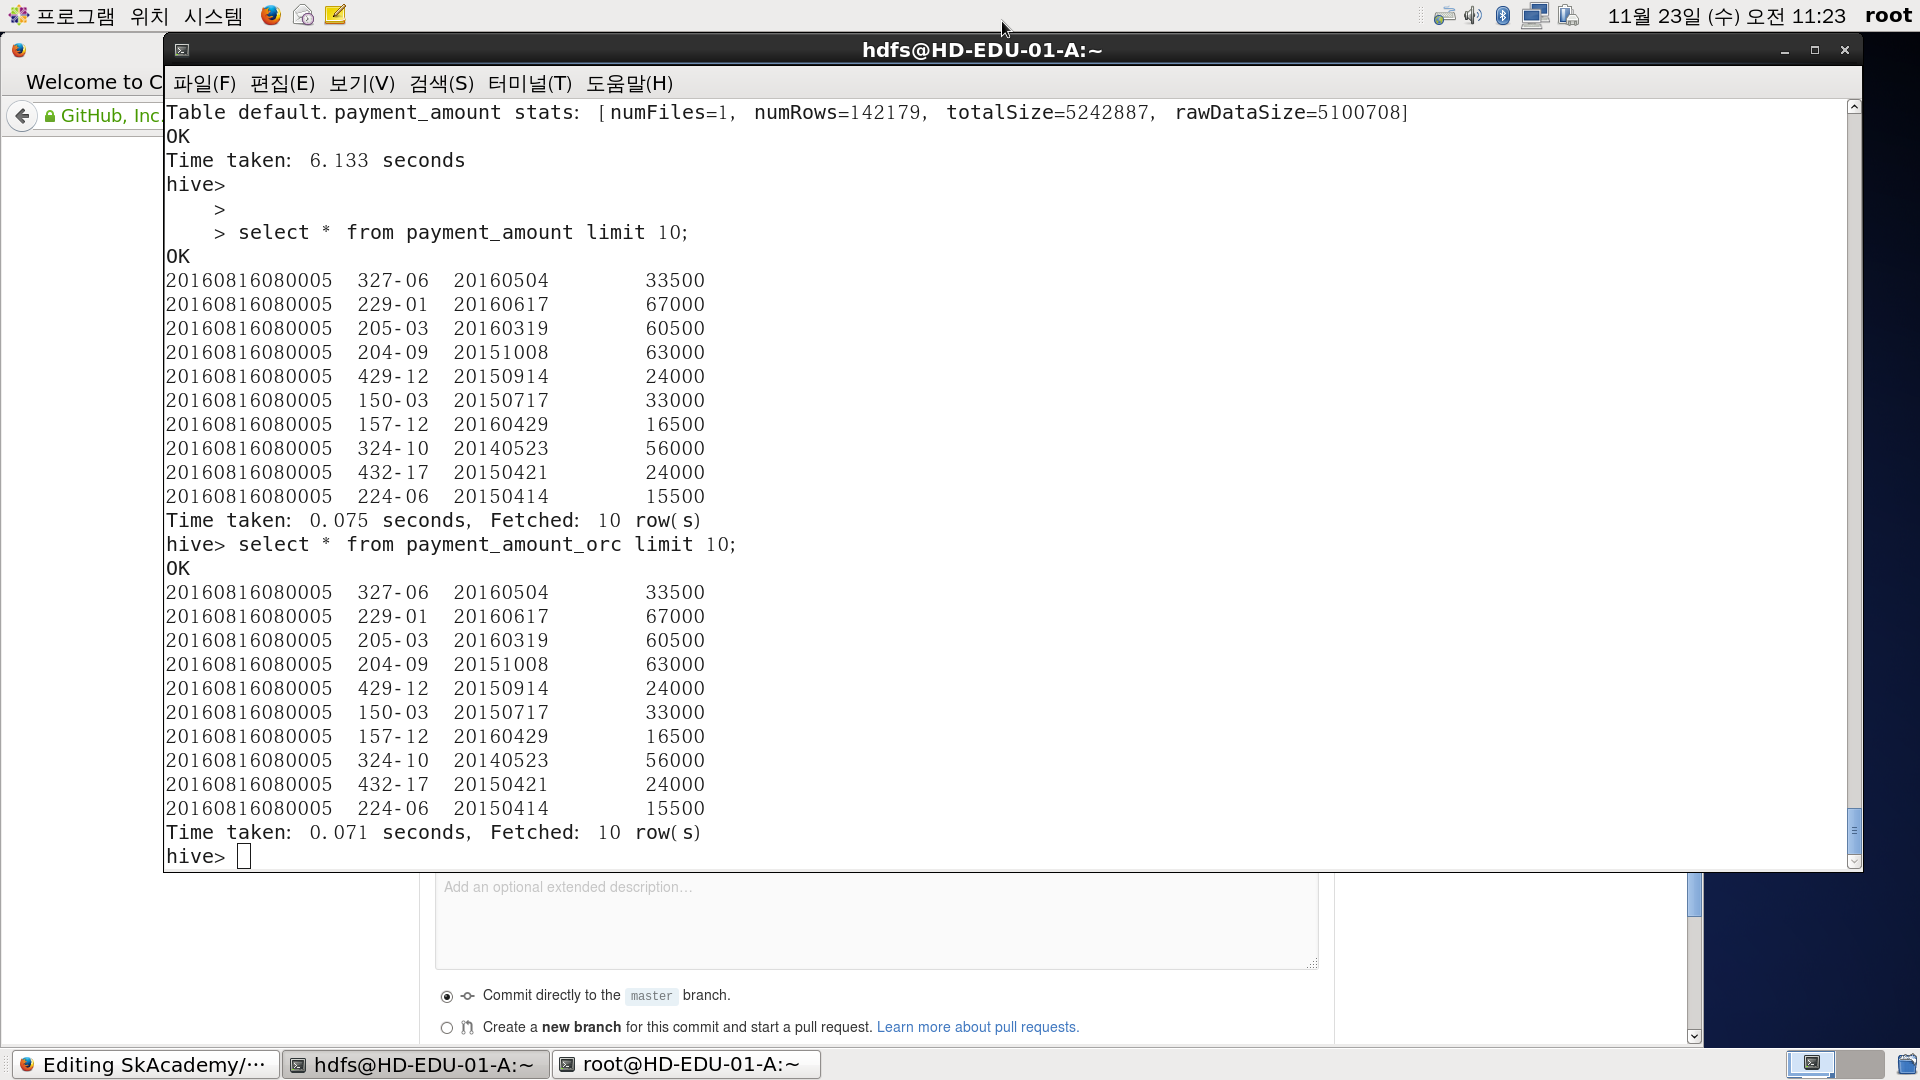 프로그램 위치 시스템 11월 23일 (수) 오전 11:23 root
hdfs@HD-EDU-01-A:~
Welcome to C
파일(F) 편집(E) 보기(V) 검색(S) 터미널(T) 도움말(H)
GitHub, Inc.
Table default.payment_amount stats: [numFiles=1, numRows=142179, totalSize=5242887, rawDataSize=5100708]
OK
Time taken: 6.133 seconds
hive>
>
> select * from payment_amount limit 10;
OK
20160816080005 327-06 20160504 33500
20160816080005 229-01 20160617 67000
20160816080005 205-03 20160319 60500
20160816080005 204-09 20151008 63000
20160816080005 429-12 20150914 24000
20160816080005 150-03 20150717 33000
20160816080005 157-12 20160429 16500
20160816080005 324-10 20140523 56000
20160816080005 432-17 20150421 24000
20160816080005 224-06 20150414 15500
Time taken: 0.075 seconds, Fetched: 10 row(s)
hive> select * from payment_amount_orc limit 10;
OK
20160816080005 327-06 20160504 33500
20160816080005 229-01 20160617 67000
20160816080005 205-03 20160319 60500
20160816080005 204-09 20151008 63000
20160816080005 429-12 20150914 24000
20160816080005 150-03 20150717 33000
20160816080005 157-12 20160429 16500
20160816080005 324-10 20140523 56000
20160816080005 432-17 20150421 24000
20160816080005 224-06 20150414 15500
Time taken: 0.071 seconds, Fetched: 10 row(s)
hive>
Add an optional extended description…
Commit directly to the master branch.
Create a new branch for this commit and start a pull request. Learn more about pull requests.
Editing SkAcademy/… hdfs@HD-EDU-01-A:~ root@HD-EDU-01-A:~